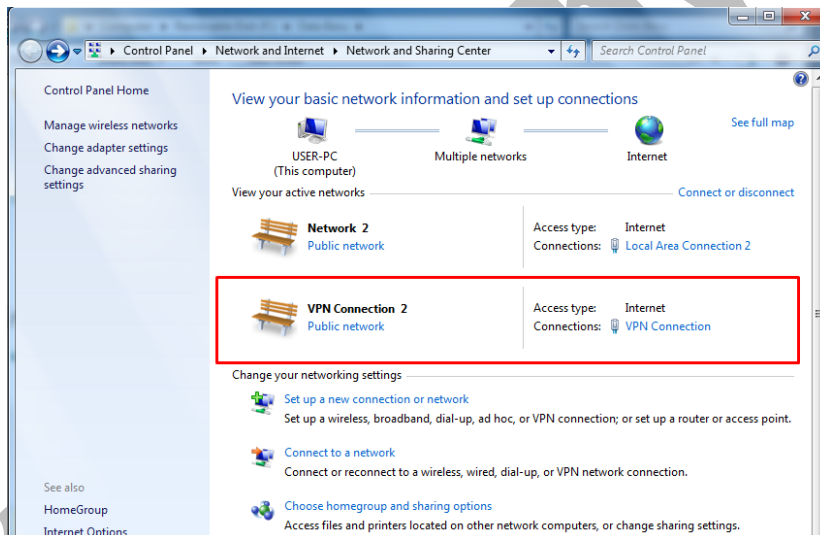 Control Panel ▸ Network and Internet ▸ Network and Sharing Center
Search Control Panel
Control Panel Home
Manage wireless networks
Change adapter settings
Change advanced sharing
settings
See also
HomeGroup
Internet Options
View your basic network information and set up connections
See full map
USER-PC
(This computer)
Multiple networks
Internet
View your active networks
Connect or disconnect
Network 2
Public network
Access type: Internet
Connections: Local Area Connection 2
VPN Connection 2
Public network
Access type: Internet
Connections: VPN Connection
Change your networking settings
Set up a new connection or network
Set up a wireless, broadband, dial-up, ad hoc, or VPN connection; or set up a router or access point.
Connect to a network
Connect or reconnect to a wireless, wired, dial-up, or VPN network connection.
Choose homegroup and sharing options
Access files and printers located on other network computers, or change sharing settings.